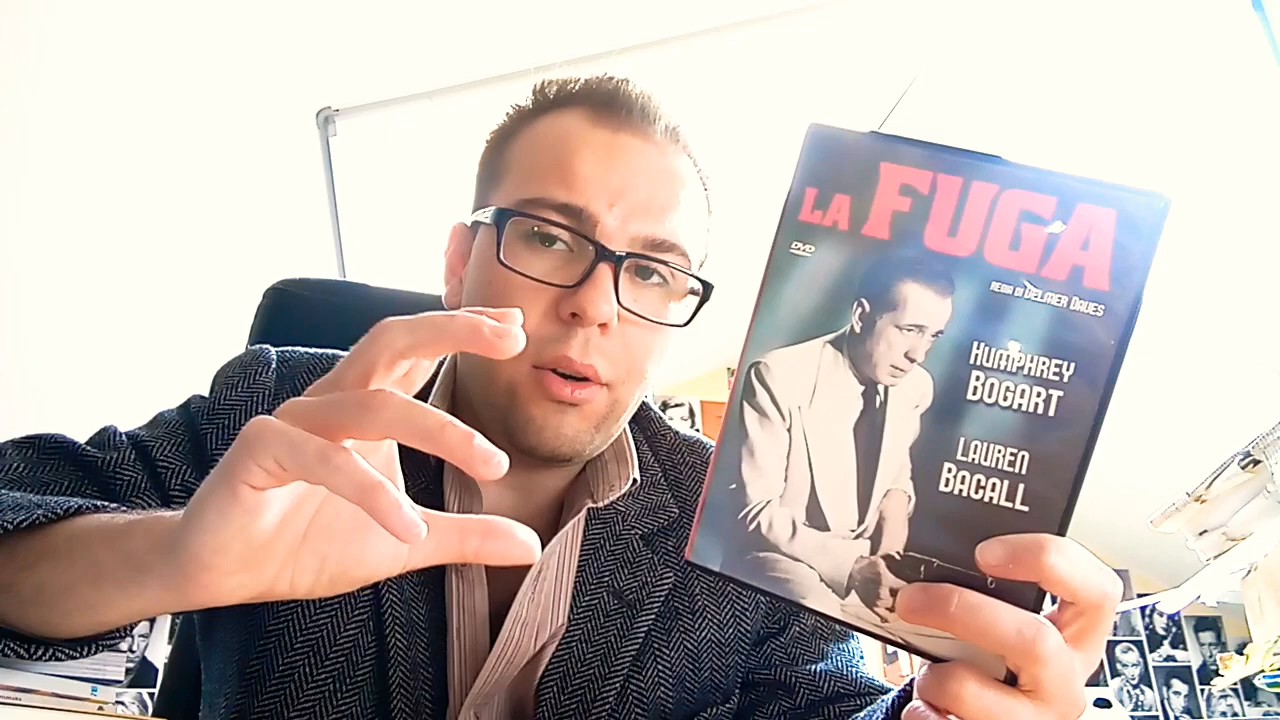 LA FUGA
DVD
REGIA DI DELMER DAVES
HUMPHREY
BOGART
LAUREN
BACALL